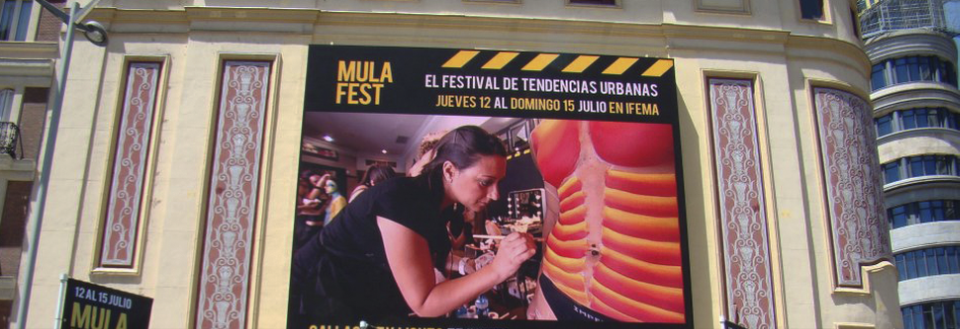 MULA
FEST
EL FESTIVAL DE TENDENCIAS URBANAS
JUEVES 12 AL DOMINGO 15 JULIO EN IFEMA
12 AL 15 JULIO
MULA